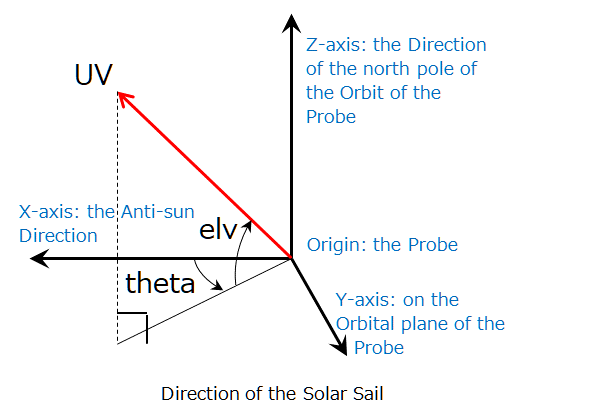 Z-axis: the Direction
of the north pole of
the Orbit of the
Probe
UV
X-axis: the Anti-sun
Direction
elv
Origin: the Probe
theta
Y-axis: on the
Orbital plane of the
Probe
Direction of the Solar Sail